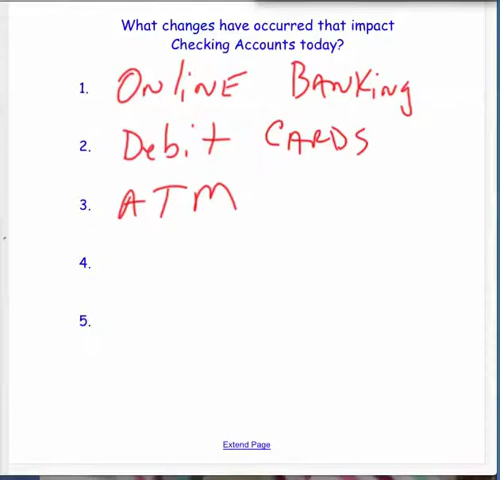 What changes have occurred that impact
Checking Accounts today?
1. ONliNE BANKing
2. Debit CARDS
3. ATM
4.
5.
Extend Page